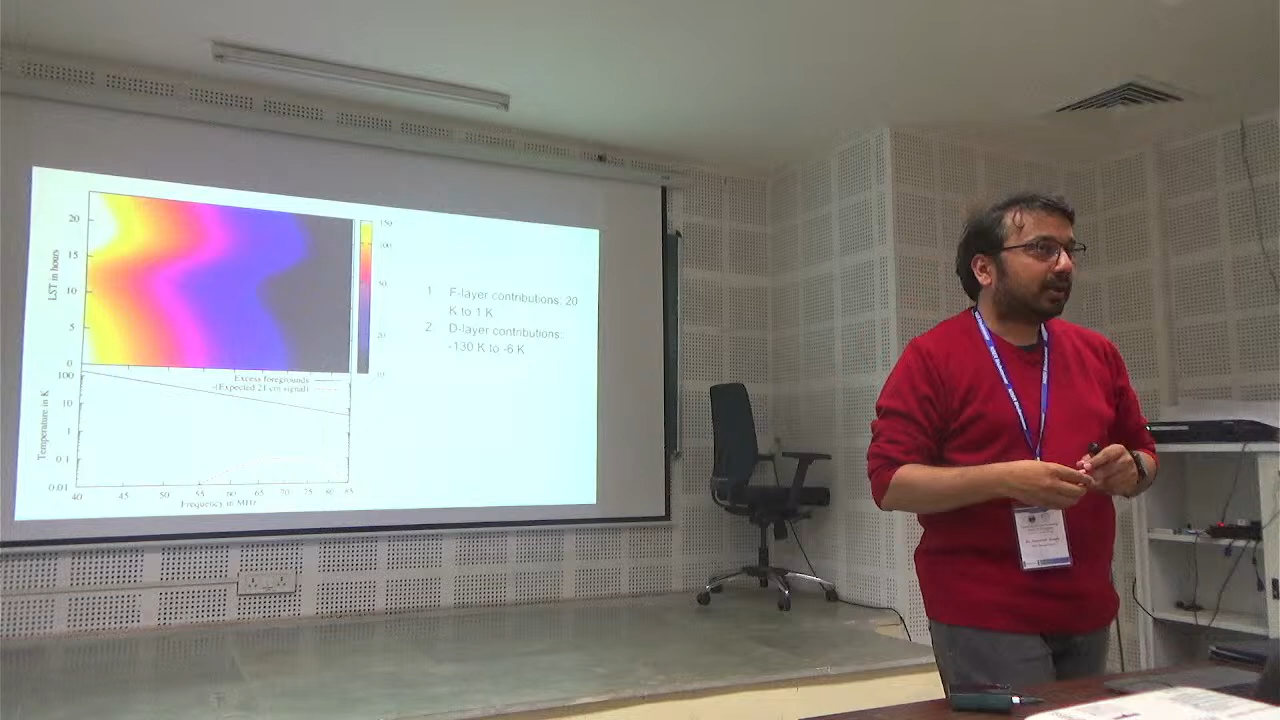 20
15
10
5
0
LST in hours
150
100
50
20
10
Excess foregrounds
-(Expected 21 cm signal)
100
10
1
0.1
0.01
Temperature in K
40 45 50 55 60 65 70 75 80 85
Frequency in MHz
1. F-layer contributions: 20
K to 1 K
2. D-layer contributions:
-130 K to -6 K